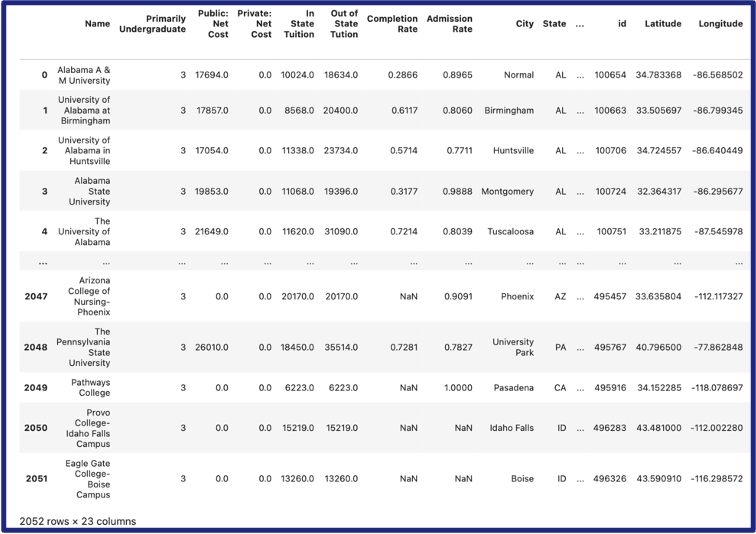 Name Primarily Undergraduate Public: Net Cost Private: Net Cost In State Tuition Out of State Tution Completion Rate Admission Rate City State ... id Latitude Longitude
0 Alabama A & M University 3 17694.0 0.0 10024.0 18634.0 0.2866 0.8965 Normal AL ... 100654 34.783368 -86.568502
1 University of Alabama at Birmingham 3 17857.0 0.0 8568.0 20400.0 0.6117 0.8060 Birmingham AL ... 100663 33.505697 -86.799345
2 University of Alabama in Huntsville 3 17054.0 0.0 11338.0 23734.0 0.5714 0.7711 Huntsville AL ... 100706 34.724557 -86.640449
3 Alabama State University 3 19853.0 0.0 11068.0 19396.0 0.3177 0.9888 Montgomery AL ... 100724 32.364317 -86.295677
4 The University of Alabama 3 21649.0 0.0 11620.0 31090.0 0.7214 0.8039 Tuscaloosa AL ... 100751 33.211875 -87.545978
... ... ... ... ... ... ... ... ... ... ... ... ... ... ...
2047 Arizona College of Nursing-Phoenix 3 0.0 0.0 20170.0 20170.0 NaN 0.9091 Phoenix AZ ... 495457 33.635804 -112.117327
2048 The Pennsylvania State University 3 26010.0 0.0 18450.0 35514.0 0.7281 0.7827 University Park PA ... 495767 40.796500 -77.862848
2049 Pathways College 3 0.0 0.0 6223.0 6223.0 NaN 1.0000 Pasadena CA ... 495916 34.152285 -118.078697
2050 Provo College-Idaho Falls Campus 3 0.0 0.0 15219.0 15219.0 NaN NaN Idaho Falls ID ... 496283 43.481000 -112.002280
2051 Eagle Gate College-Boise Campus 3 0.0 0.0 13260.0 13260.0 NaN NaN Boise ID ... 496326 43.590910 -116.298572
2052 rows × 23 columns